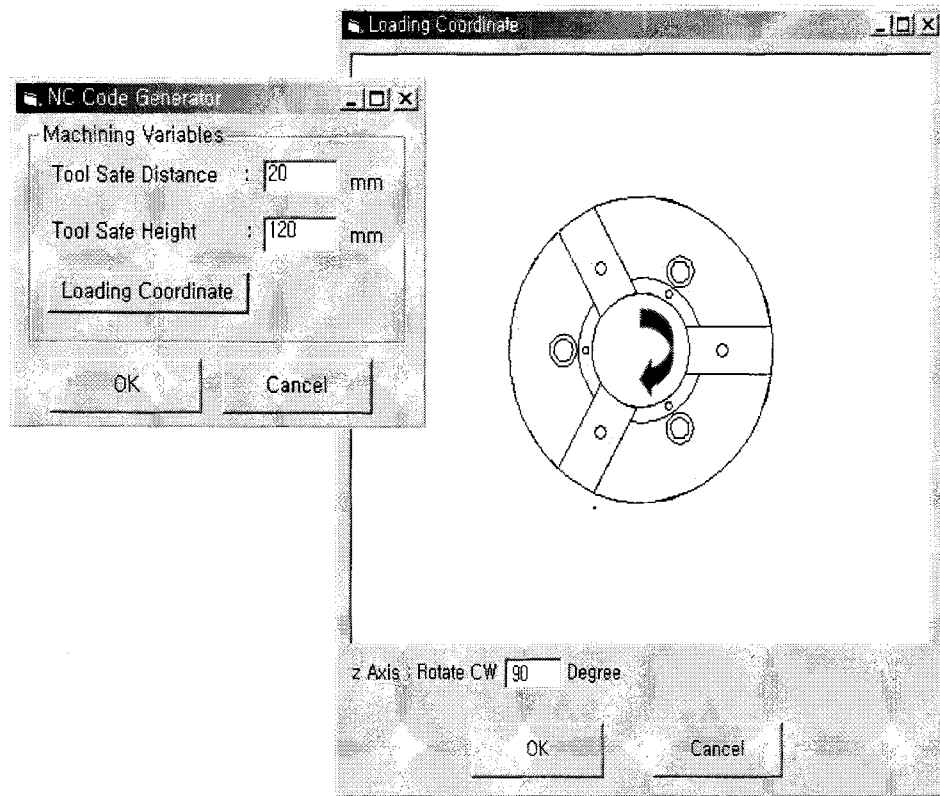 NC Code Generator
Machining Variables
Tool Safe Distance : 20 mm
Tool Safe Height : 120 mm
Loading Coordinate
OK Cancel
Loading Coordinate
z Axis : Rotate CW 90 Degree
OK Cancel